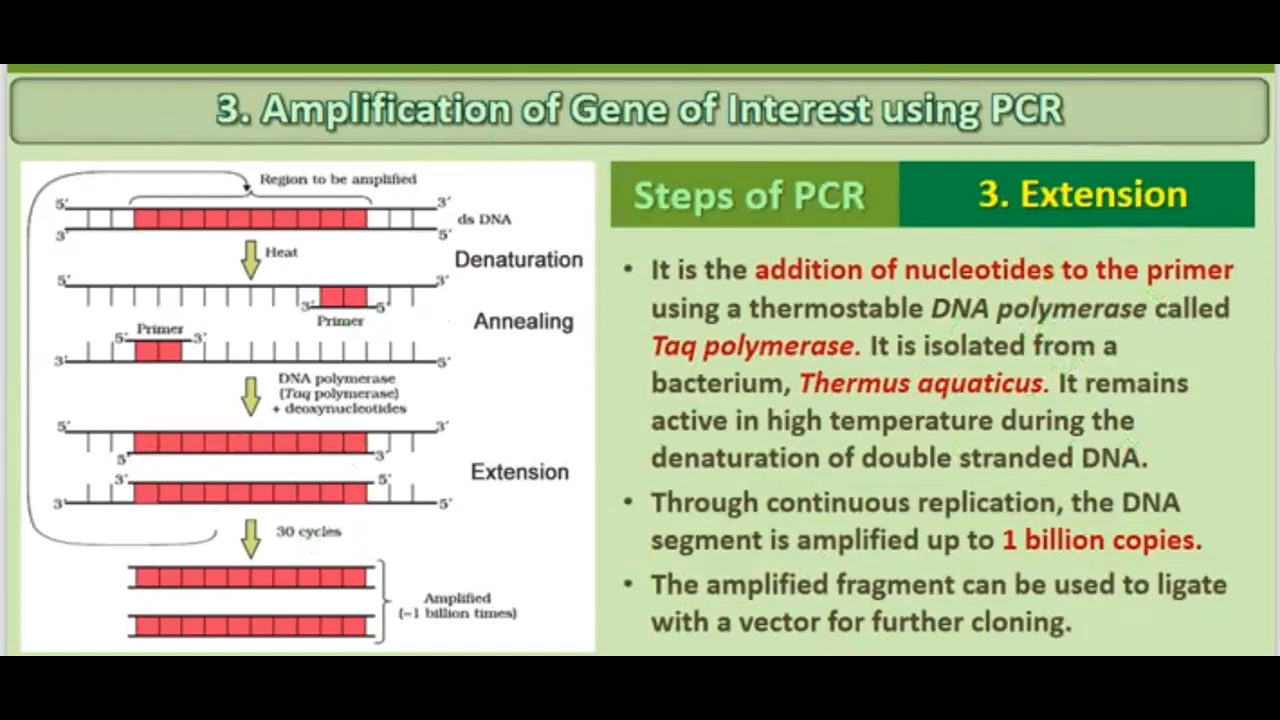 3. Amplification of Gene of Interest using PCR
Region to be amplified
5′ 3′
ds DNA
3′ 5′
Heat
Denaturation
5′ 3′
3′ 5′
Primer
Annealing
Primer
5′ 3′
3′ 5′
DNA polymerase
(Taq polymerase)
+ deoxynucleotides
5′ 3′
5′ 3′
Extension
3′ 5′
3′ 5′
30 cycles
Amplified
(~1 billion times)
Steps of PCR
3. Extension
• It is the addition of nucleotides to the primer
using a thermostable DNA polymerase called
Taq polymerase. It is isolated from a
bacterium, Thermus aquaticus. It remains
active in high temperature during the
denaturation of double stranded DNA.
• Through continuous replication, the DNA
segment is amplified up to 1 billion copies.
• The amplified fragment can be used to ligate
with a vector for further cloning.